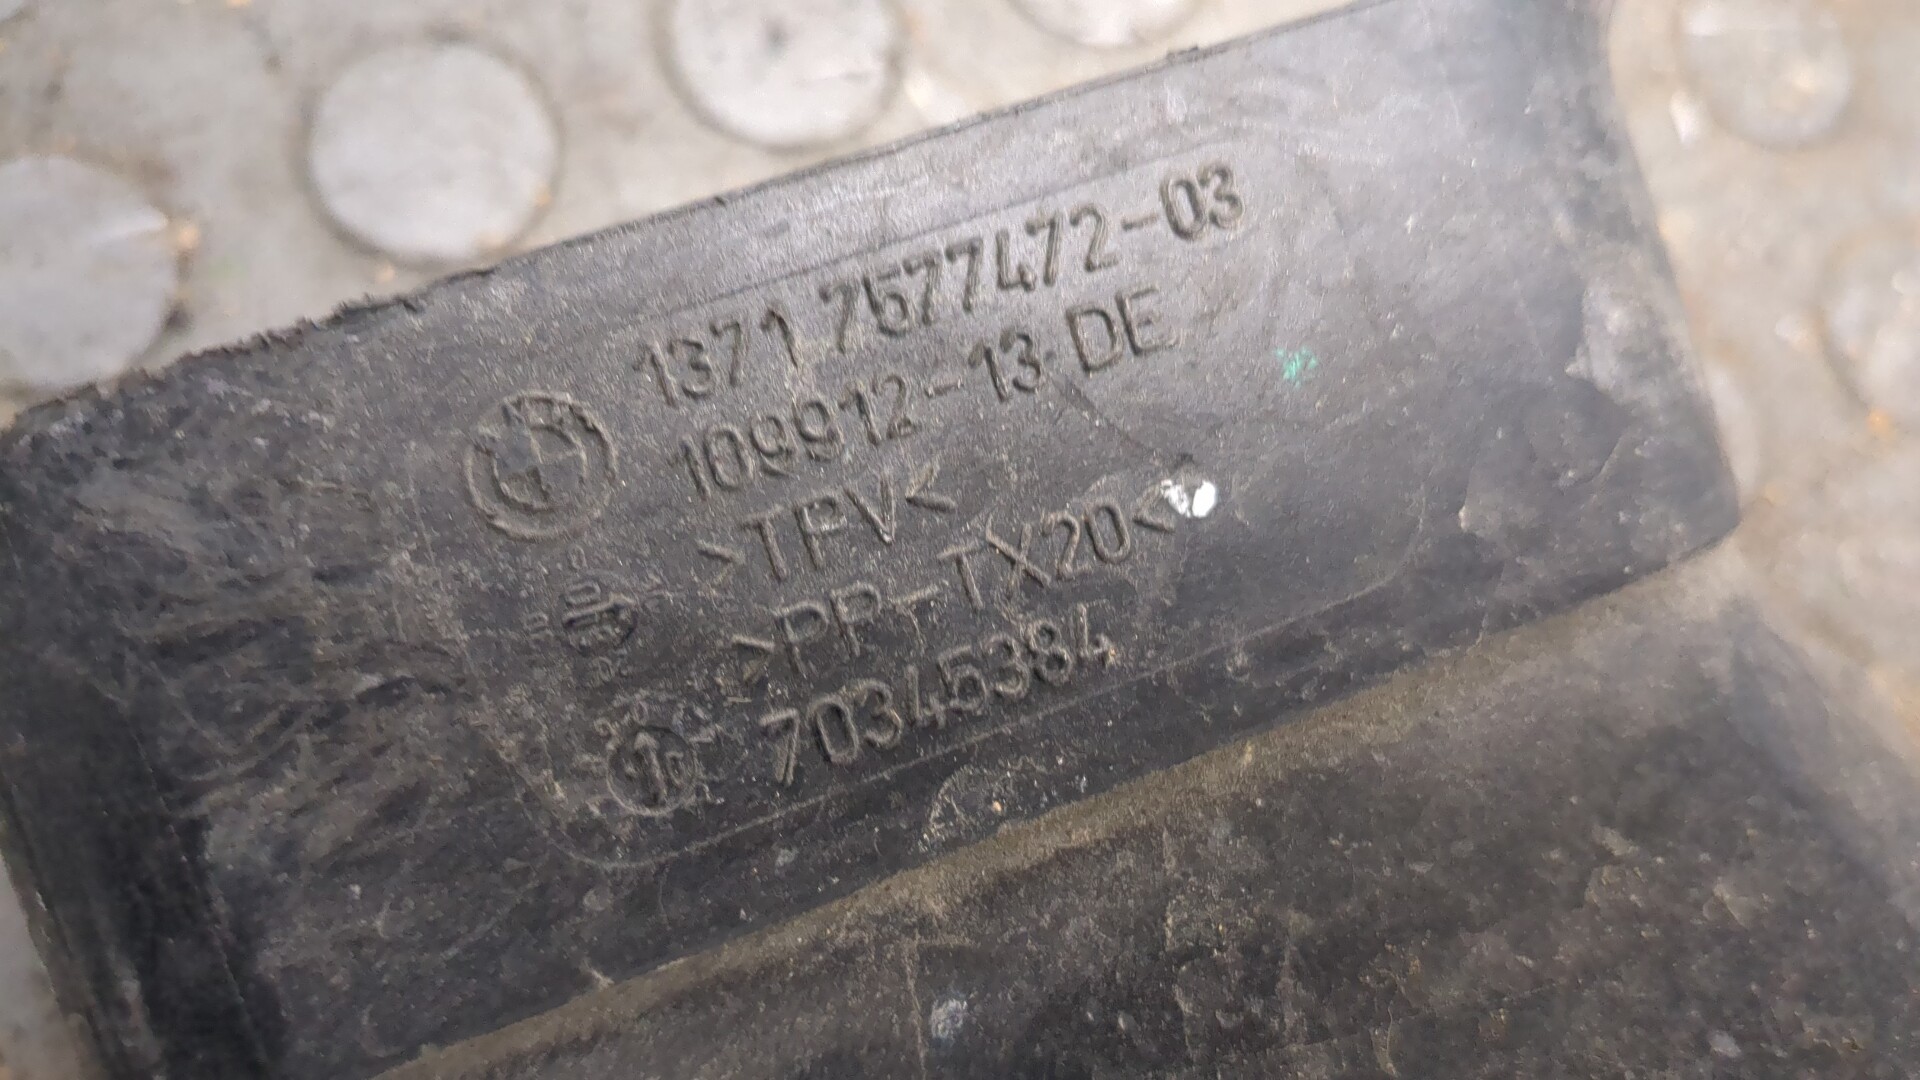 1371 7577472-03
109912-13 DE
>TPV<
>PP-TX20<
70345384